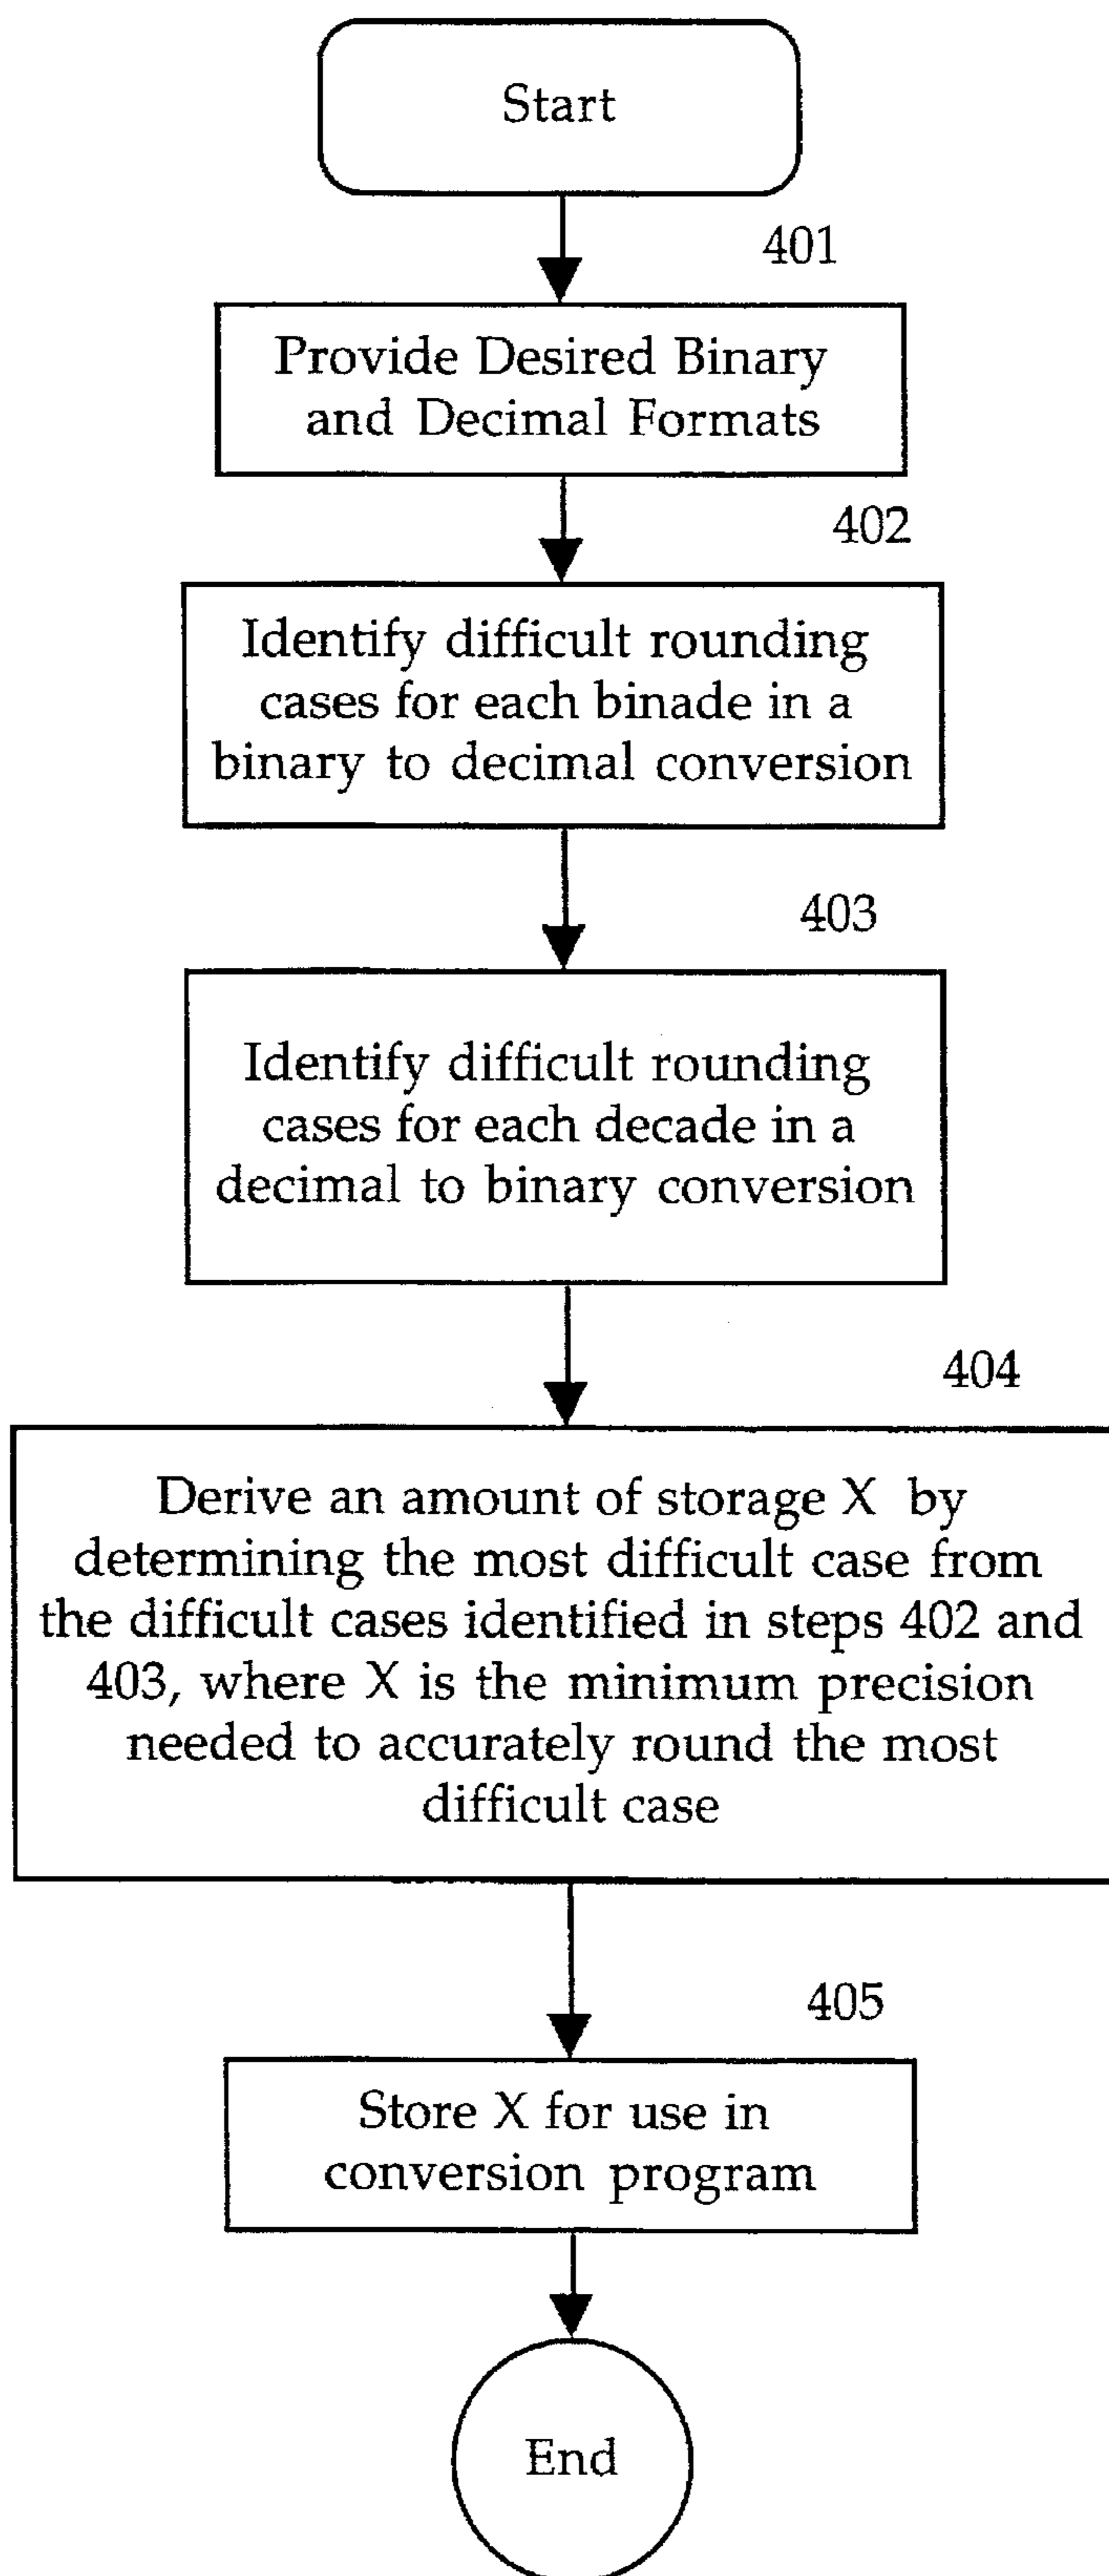 Start
401
Provide Desired Binary
and Decimal Formats
402
Identify difficult rounding
cases for each binade in a
binary to decimal conversion
403
Identify difficult rounding
cases for each decade in a
decimal to binary conversion
404
Derive an amount of storage X by
determining the most difficult case from
the difficult cases identified in steps 402 and
403, where X is the minimum precision
needed to accurately round the most
difficult case
405
Store X for use in
conversion program
End